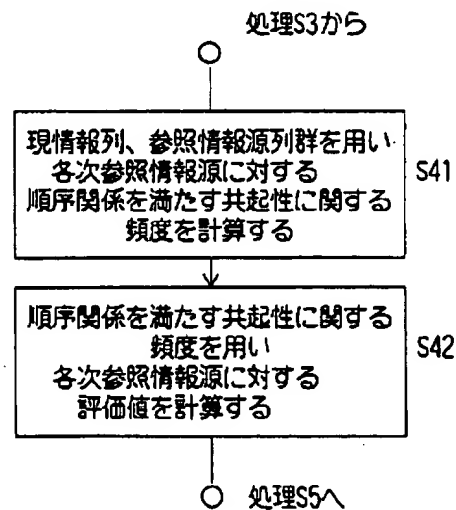 処理S3から
現情報列、参照情報源列群を用い
各次参照情報源に対する
順序関係を満たす共起性に関する
頻度を計算する
S41
順序関係を満たす共起性に関する
頻度を用い
各次参照情報源に対する
評価値を計算する
S42
処理S5へ